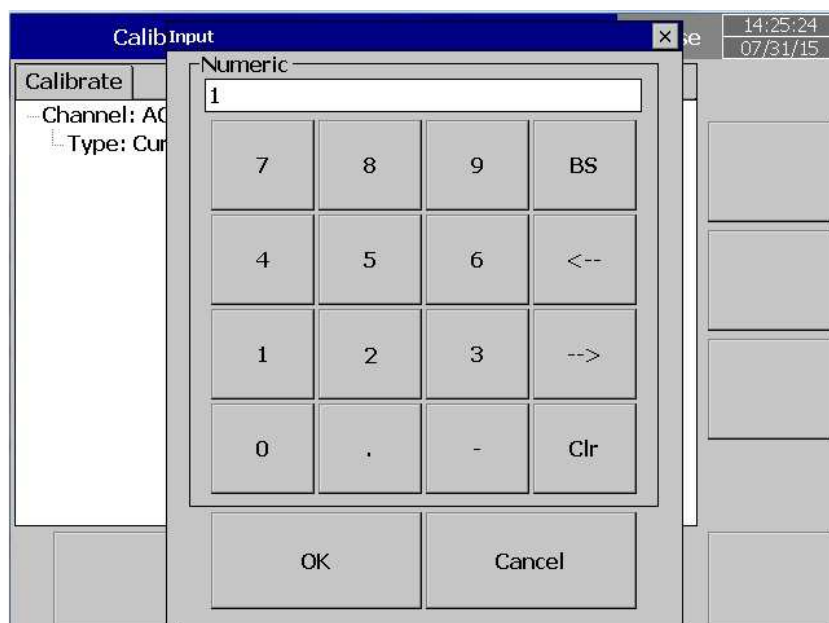 Calib
Input
se
14:25:24
07/31/15
Calibrate
Numeric
1
Channel: AC
Type: Cur
7 8 9 BS
4 5 6 <--
1 2 3 -->
0 . - Clr
OK Cancel